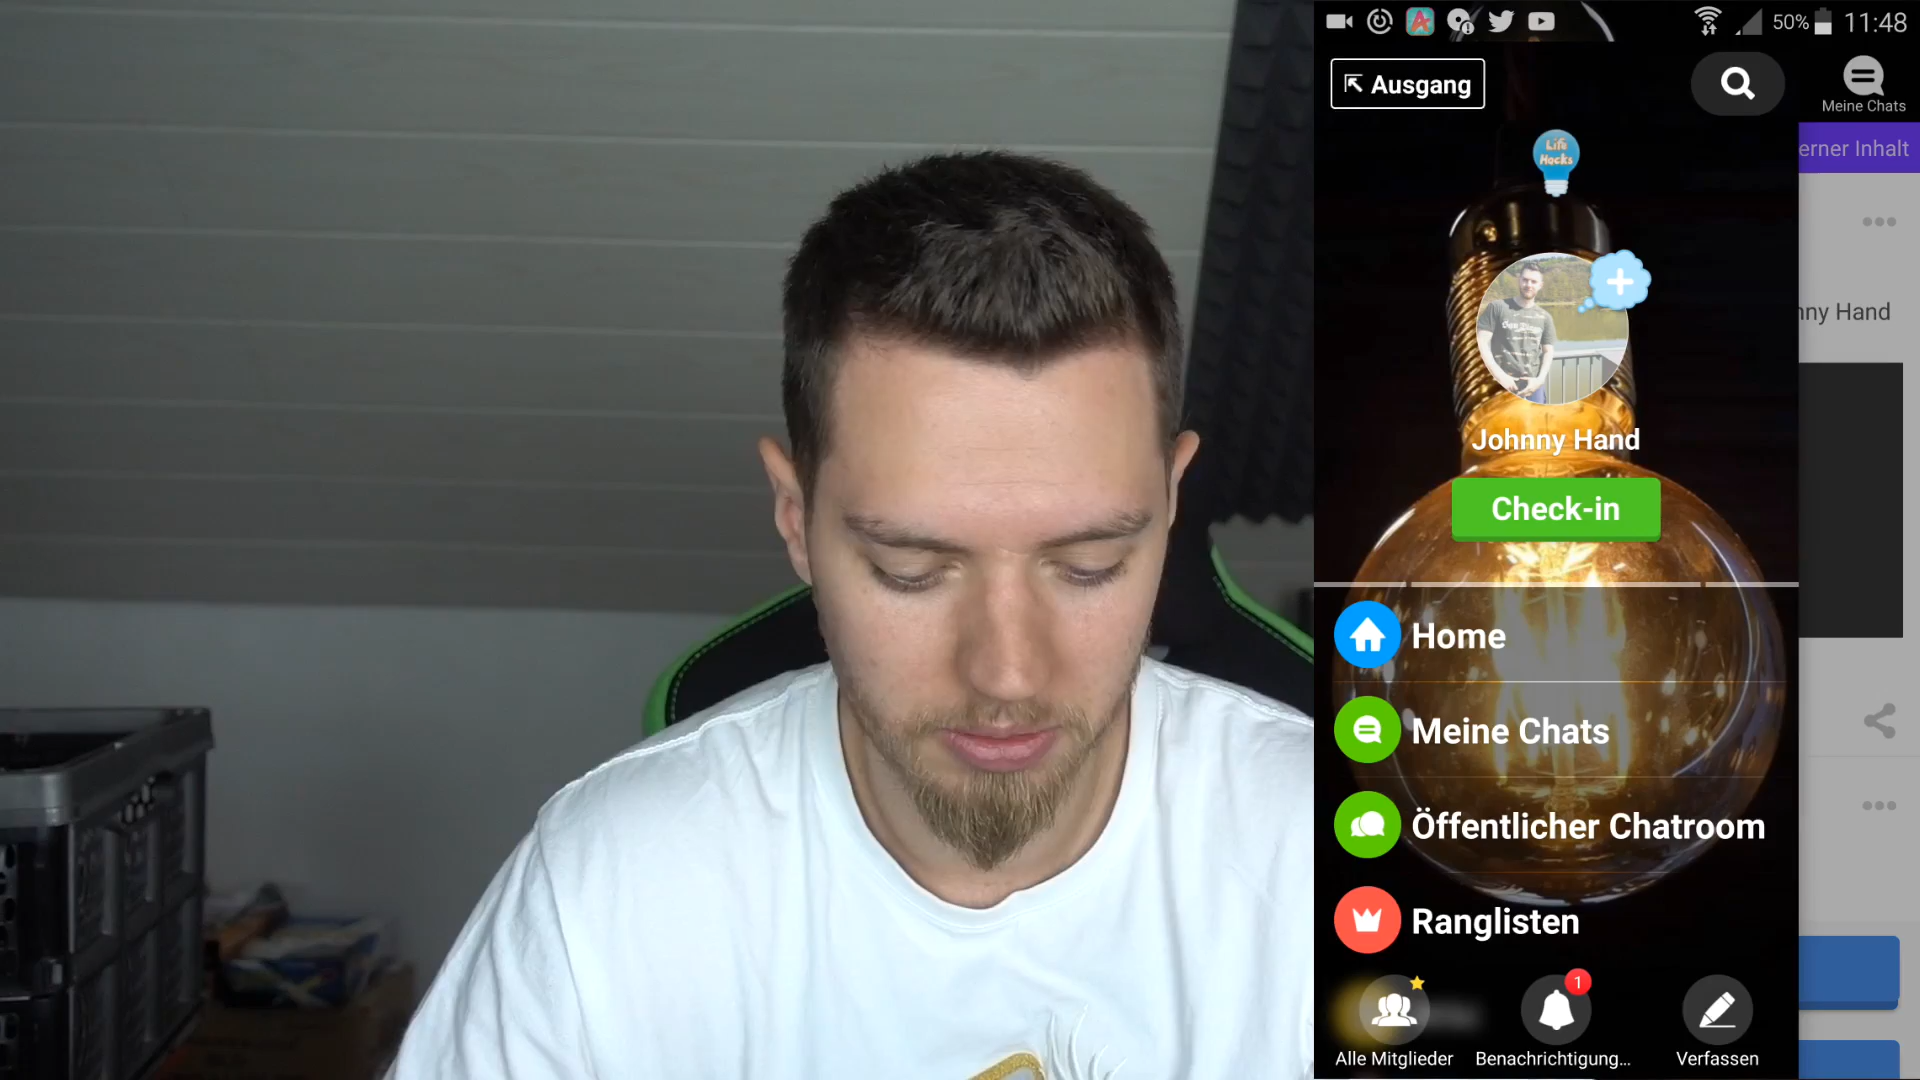 50% 11:48
Ausgang
Meine Chats
Life
Hacks
erner Inhalt
nny Hand
Johnny Hand
Check-in
Home
Meine Chats
Öffentlicher Chatroom
Ranglisten
1
Alle Mitglieder
Benachrichtigung...
Verfassen